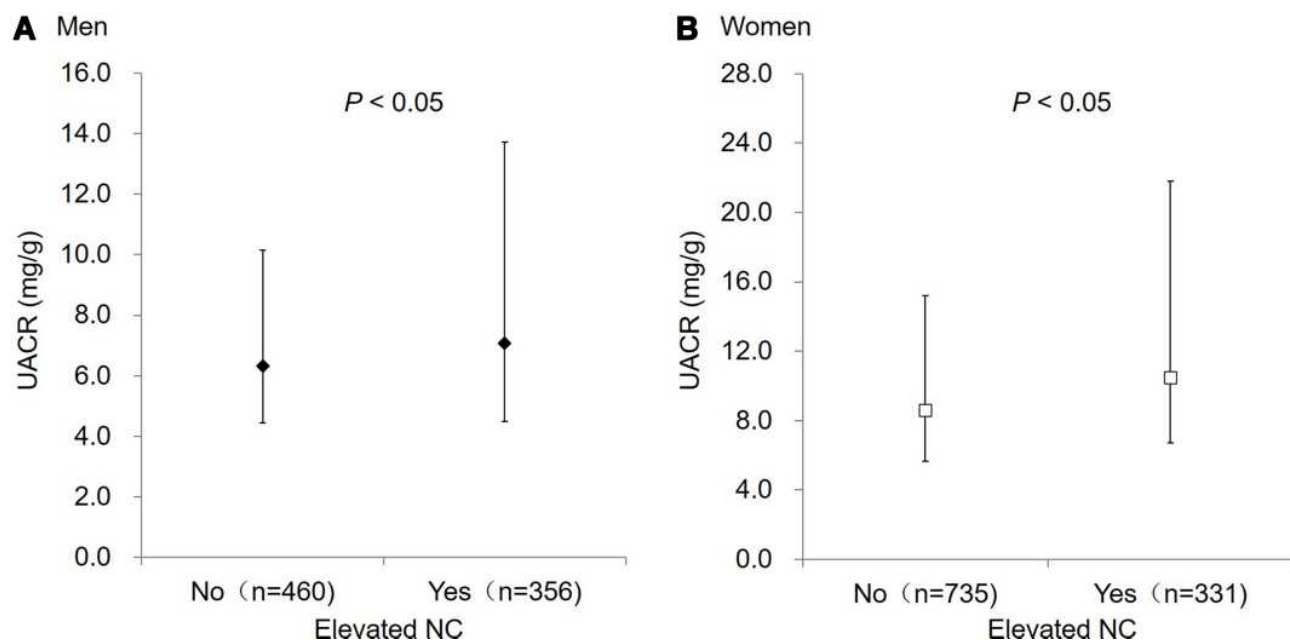 A Men
16.0
14.0
12.0
10.0
8.0
6.0
4.0
2.0
0.0
UACR (mg/g)
P < 0.05
No（n=460) Yes（n=356)
Elevated NC
B Women
28.0
24.0
20.0
16.0
12.0
8.0
4.0
0.0
UACR (mg/g)
P < 0.05
No（n=735) Yes（n=331)
Elevated NC